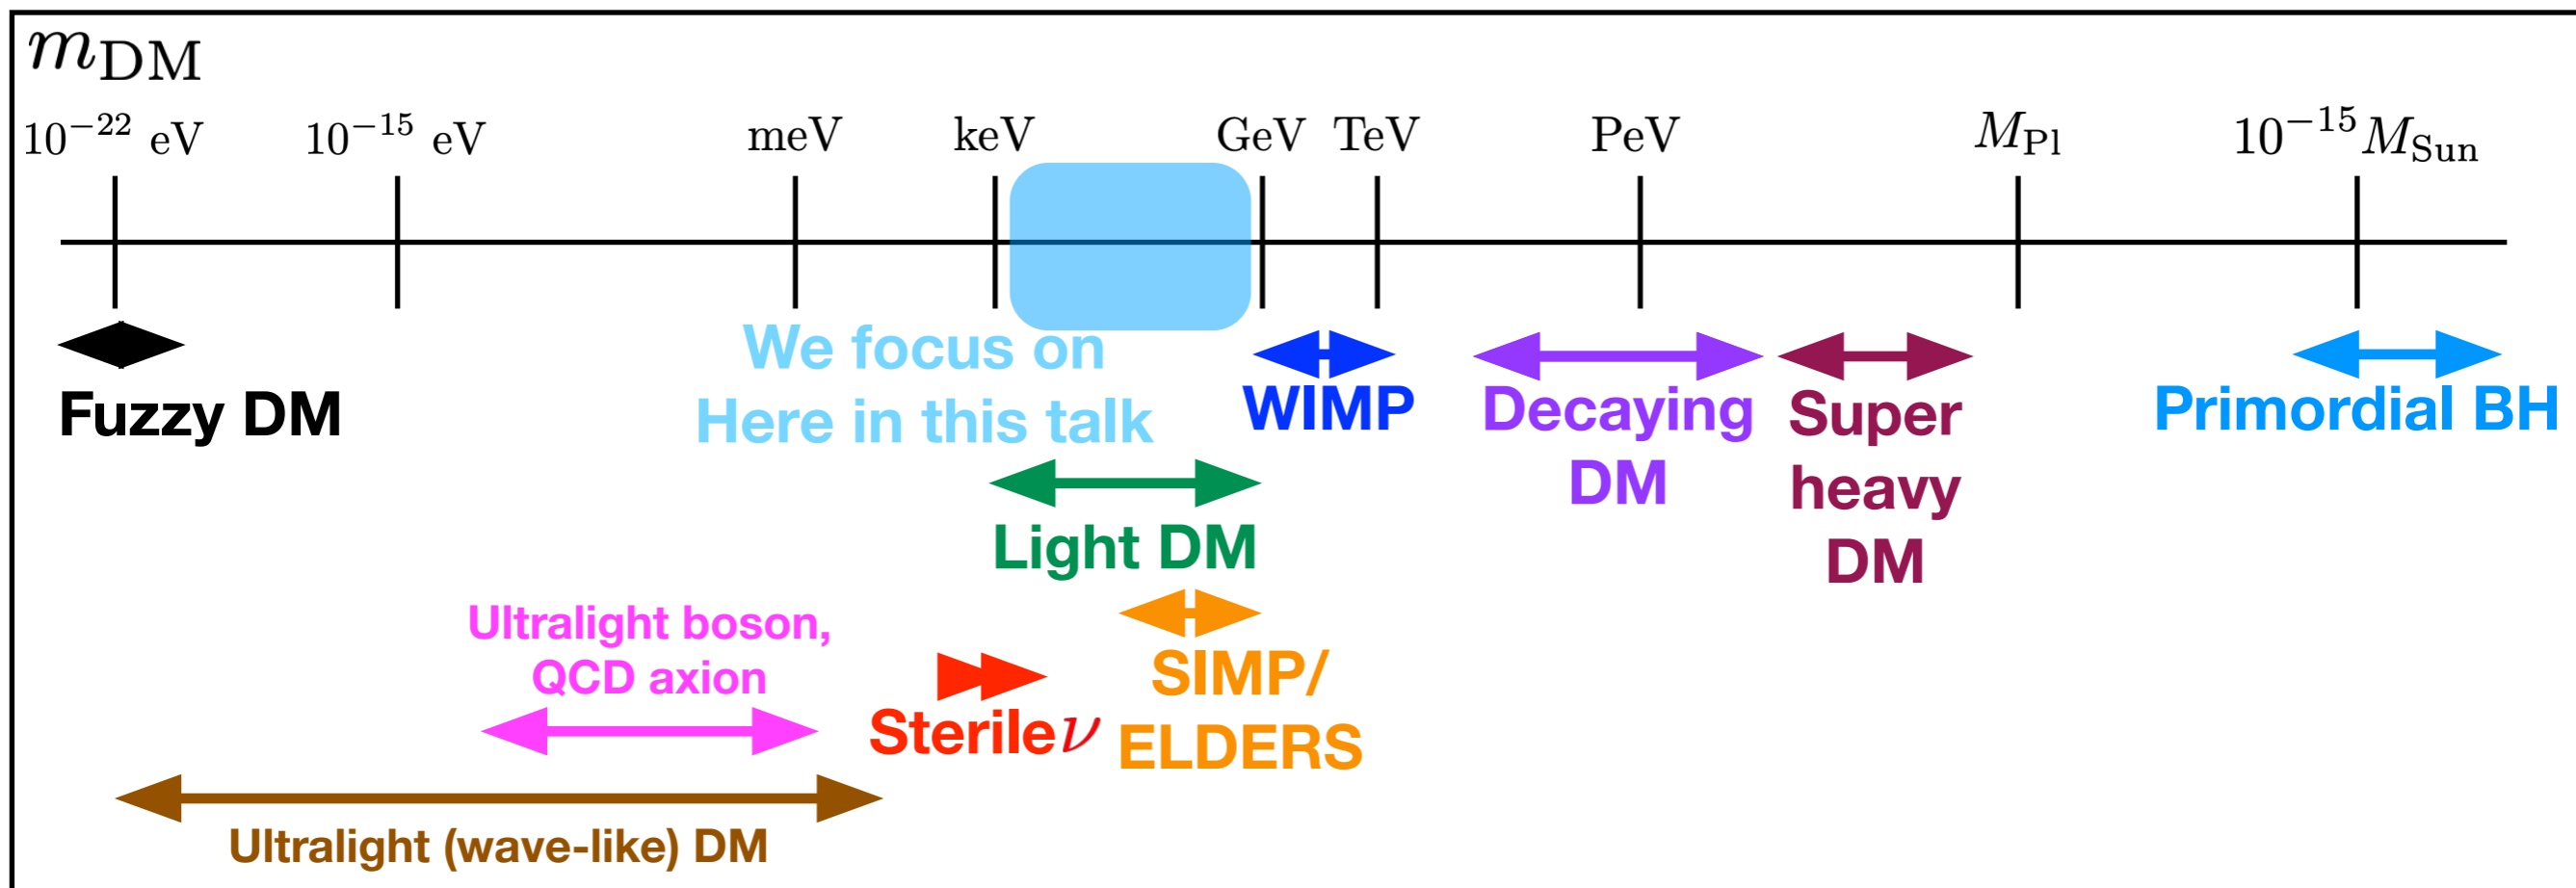 m_DM
10⁻²² eV 10⁻¹⁵ eV meV keV GeV TeV PeV M_Pl 10⁻¹⁵ M_Sun
Fuzzy DM
We focus on
Here in this talk
WIMP
Decaying
DM
Super
heavy
DM
Primordial BH
Light DM
Ultralight boson,
QCD axion
Sterile ν
SIMP/
ELDERS
Ultralight (wave-like) DM